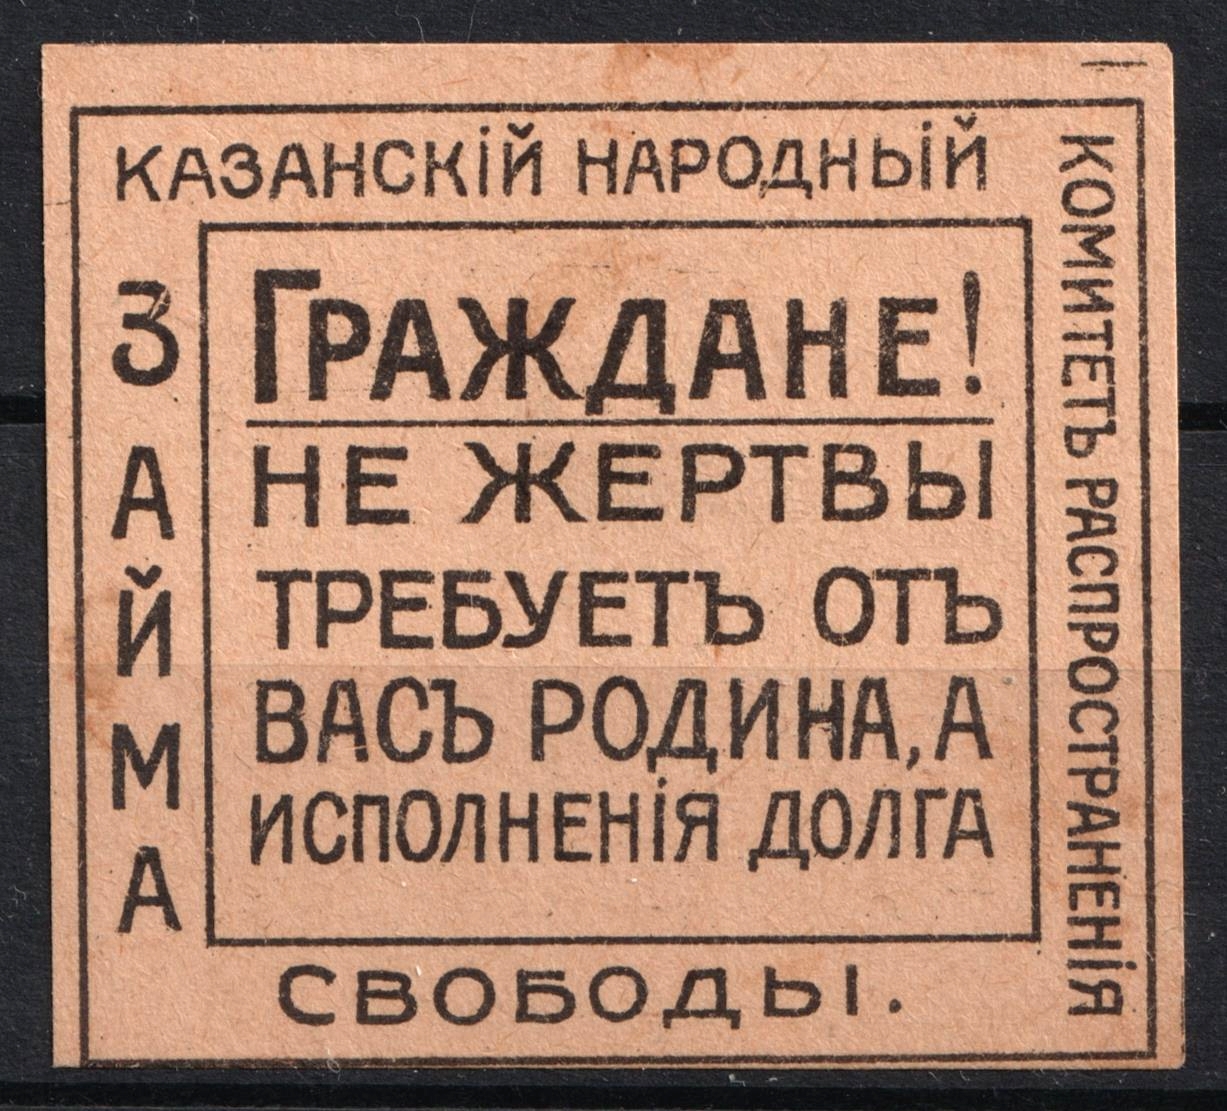 КАЗАНСКІЙ НАРОДНЫЙ
КОМИТЕТЪ РАСПРОСТРАНЕНІЯ
ЗАЙМА
СВОБОДЫ.
ГРАЖДАНЕ!
НЕ ЖЕРТВЫ
ТРЕБУЕТЪ ОТЪ
ВАСЪ РОДИНА, А
ИСПОЛНЕНІЯ ДОЛГА